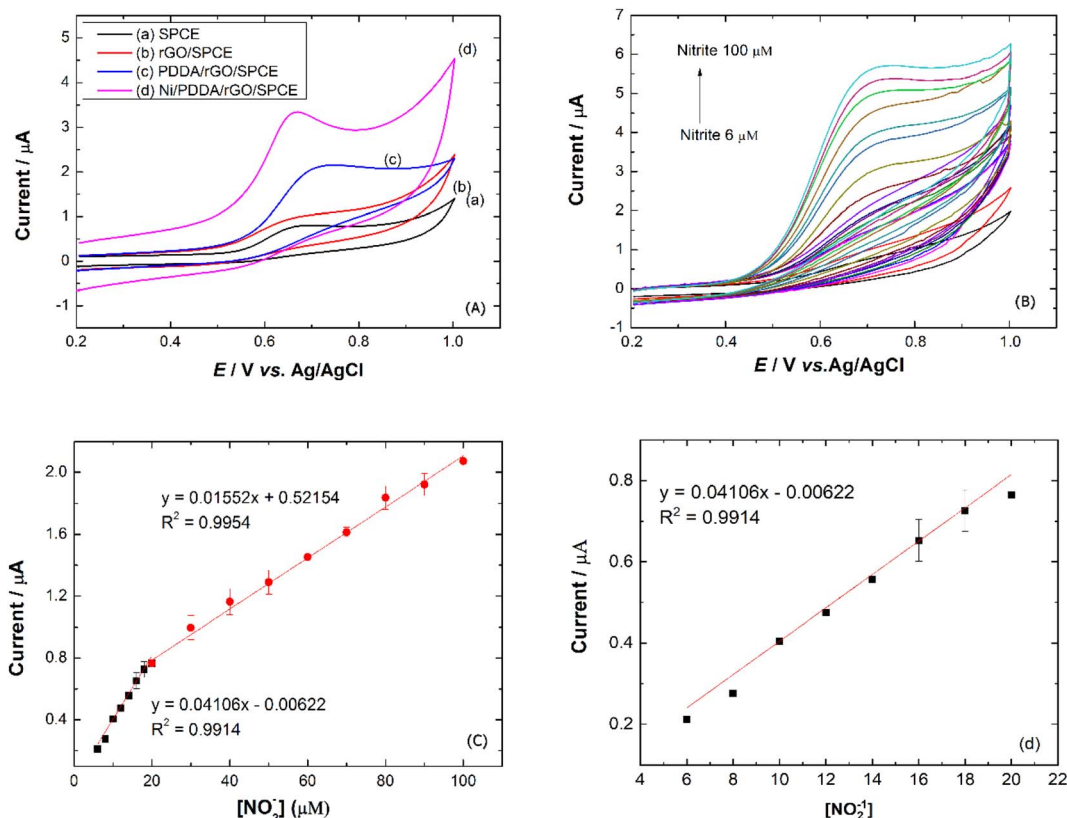 (a) SPCE
(b) rGO/SPCE
(c) PDDA/rGO/SPCE
(d) Ni/PDDA/rGO/SPCE
(d)
(c)
(b)
(a)
5
4
3
2
1
0
-1
Current / µA
0.2 0.4 0.6 0.8 1.0
(A)
E / V vs. Ag/AgCl
7
6
5
4
3
2
1
0
-1
Current / µA
Nitrite 100 µM
Nitrite 6 µM
(B)
0.2 0.4 0.6 0.8 1.0
E / V vs.Ag/AgCl
2.0
1.6
1.2
0.8
0.4
Current / µA
y = 0.01552x + 0.52154
R² = 0.9954
y = 0.04106x - 0.00622
R² = 0.9914
(C)
0 20 40 60 80 100
[NO₂⁻] (µM)
0.8
0.6
0.4
0.2
Current / µA
y = 0.04106x - 0.00622
R² = 0.9914
(d)
4 6 8 10 12 14 16 18 20 22
[NO₂⁻¹]